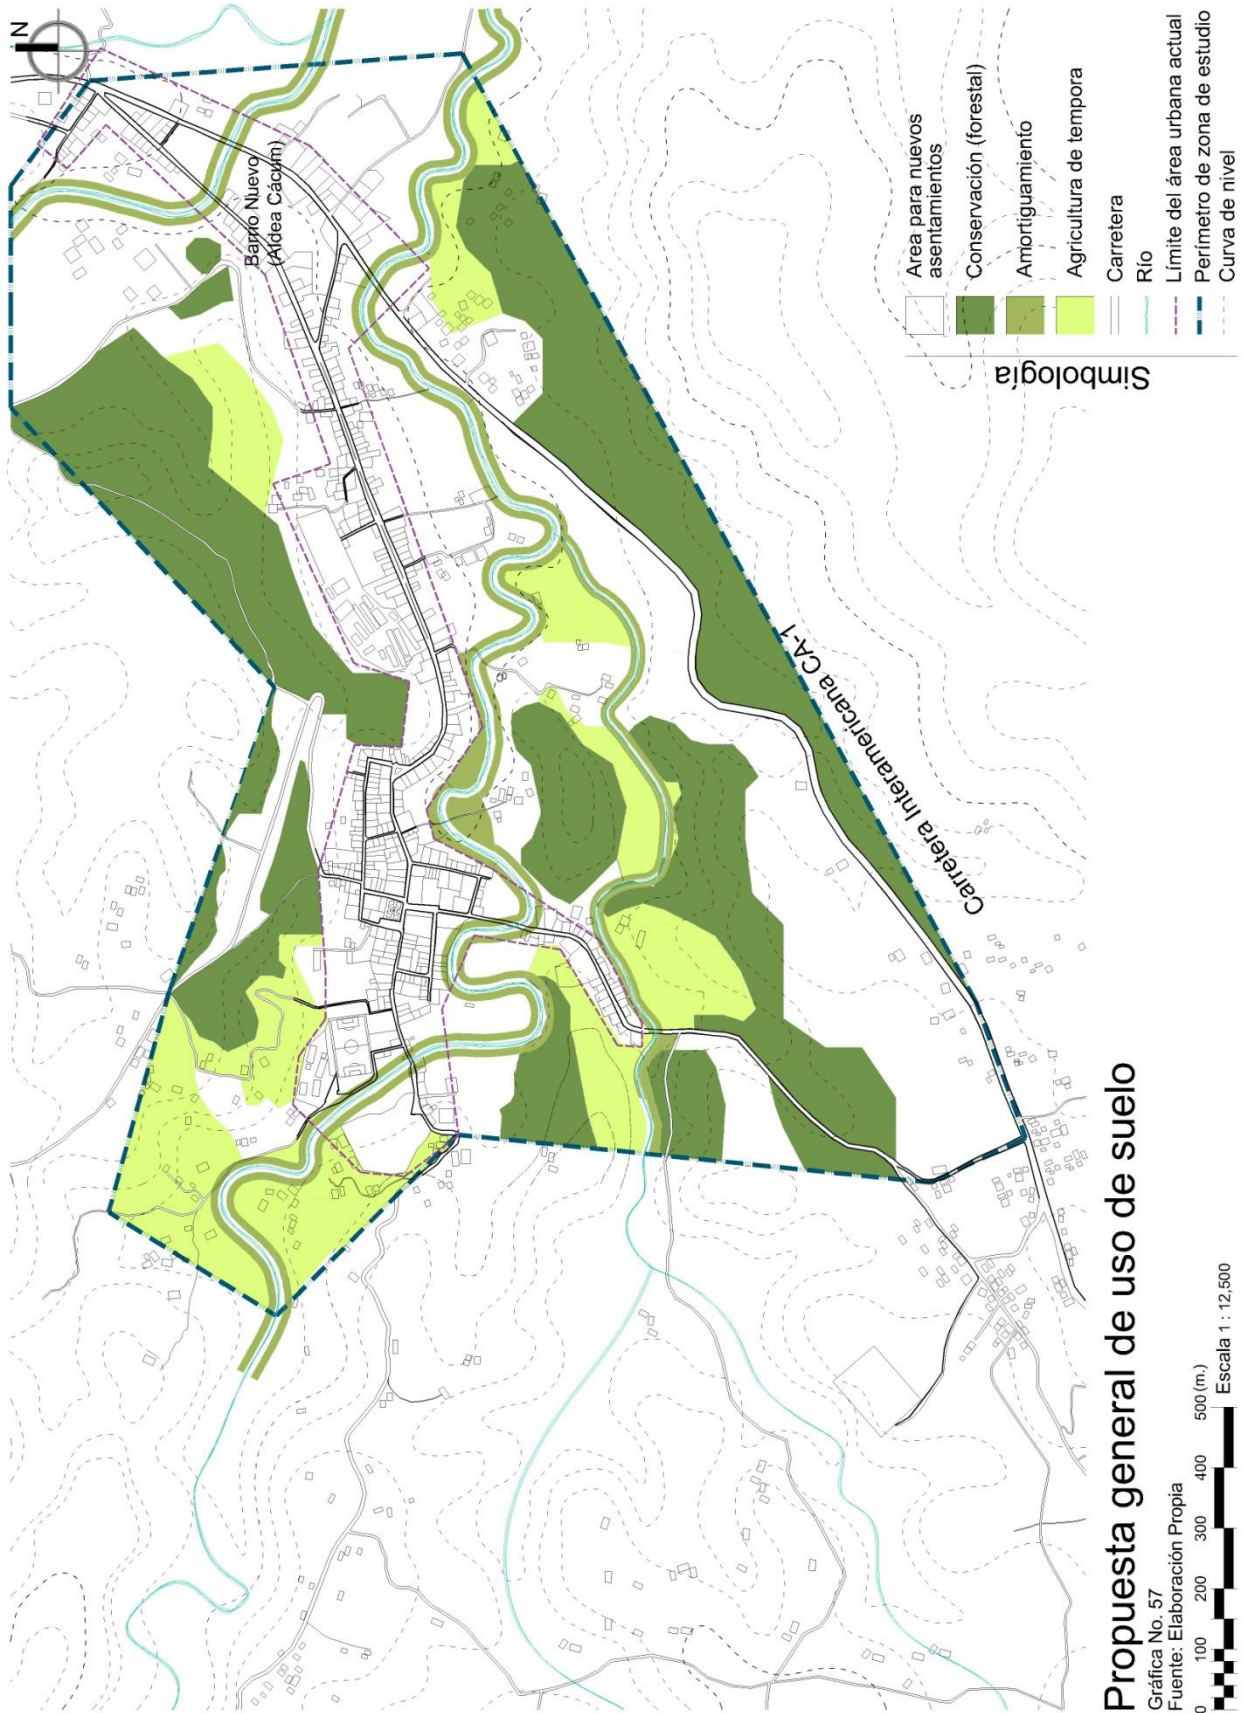 N
Barrio Nuevo
(Aldea Cácum)
Carretera Interamericana CA-1
Simbología
Area para nuevos
asentamientos
Conservación (forestal)
Amortiguamiento
Agricultura de tempora
Carretera
Río
Límite del área urbana actual
Perímetro de zona de estudio
Curva de nivel
Propuesta general de uso de suelo
Gráfica No. 57
Fuente: Elaboración Propia
0 100 200 300 400 500 (m.)
Escala 1 : 12,500